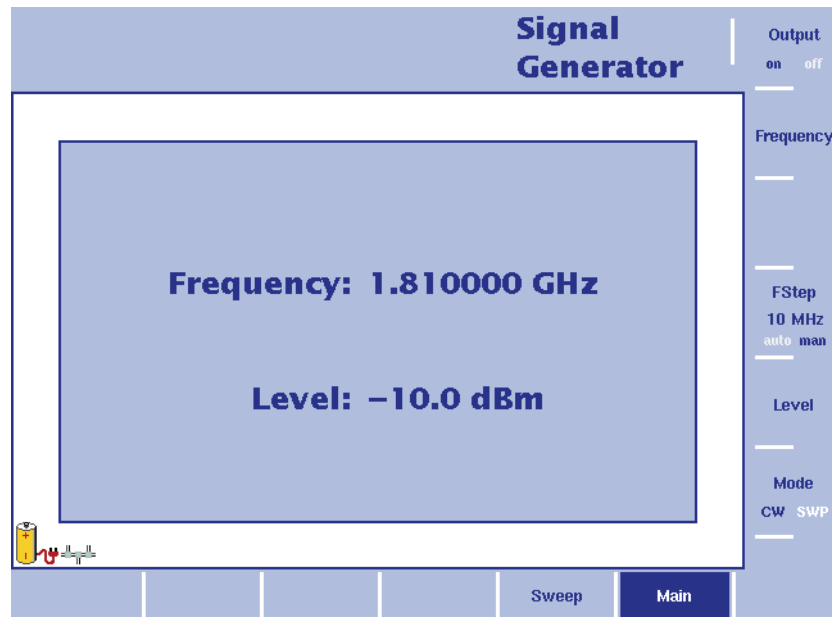 Signal
Generator
Output
on off
Frequency
Frequency: 1.810000 GHz
FStep
10 MHz
auto man
Level: −10.0 dBm
Level
Mode
CW SWP
Sweep
Main